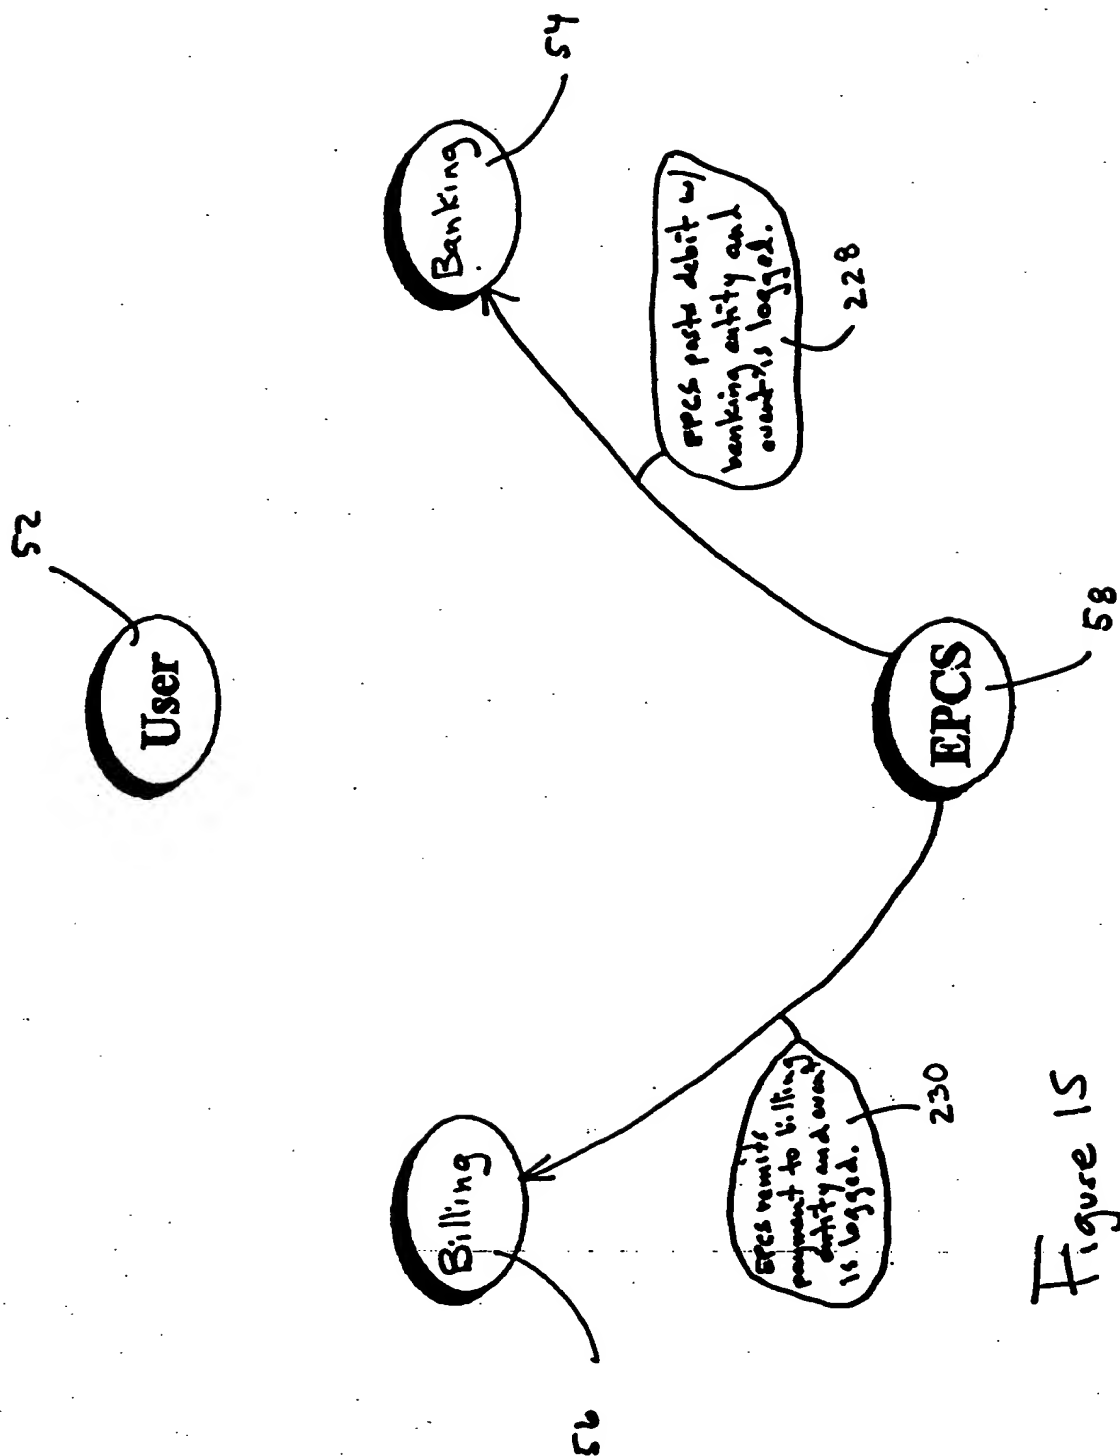 52
User
Billing
56
Banking
54
EPCS remits
payment to billing
entity and event
is logged.
230
EPCS posts debit w/
banking entity and
event is logged.
228
EPCS
58
Figure 15